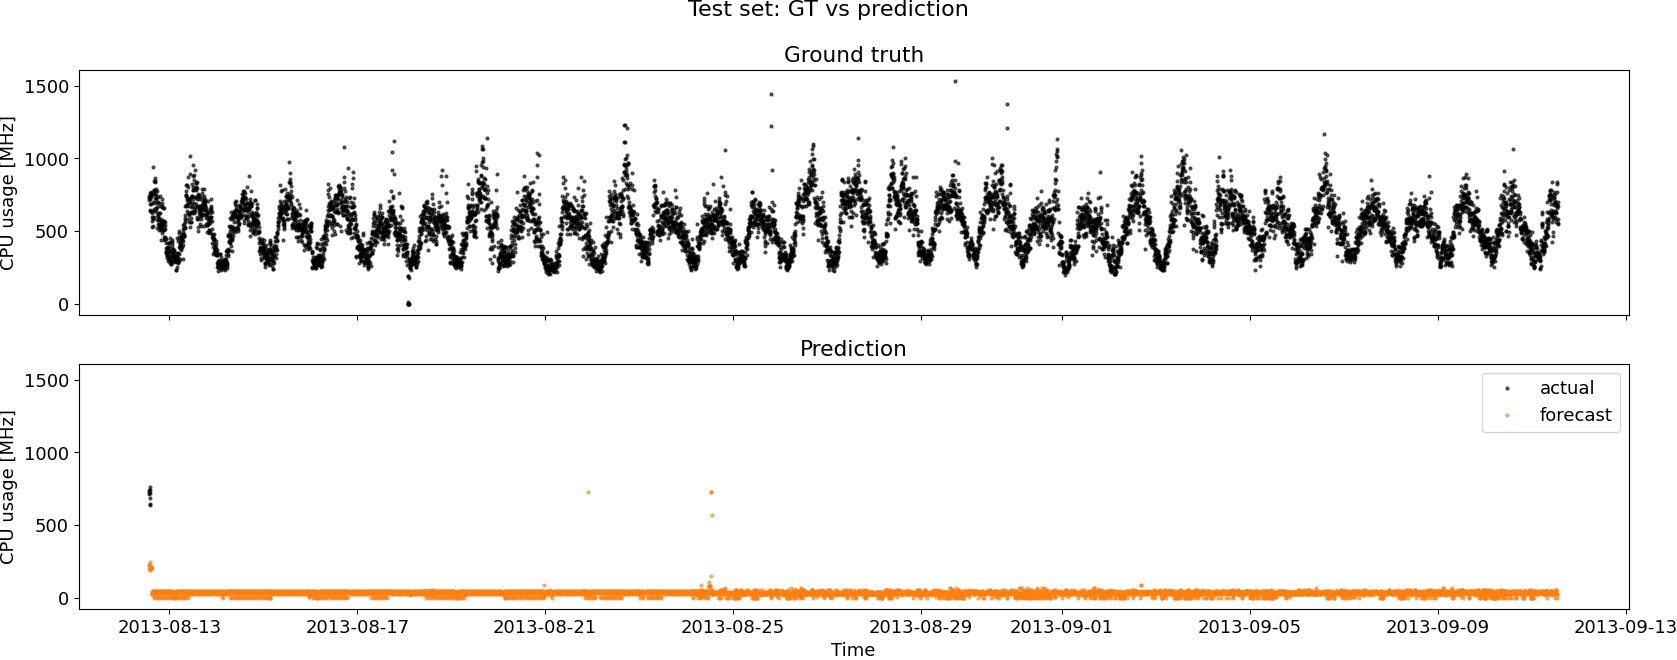 Test set: GT vs prediction
Ground truth
CPU usage [MHz]
1500
1000
500
0
Prediction
CPU usage [MHz]
1500
1000
500
0
actual
forecast
2013-08-13 2013-08-17 2013-08-21 2013-08-25 2013-08-29 2013-09-01 2013-09-05 2013-09-09 2013-09-13
Time